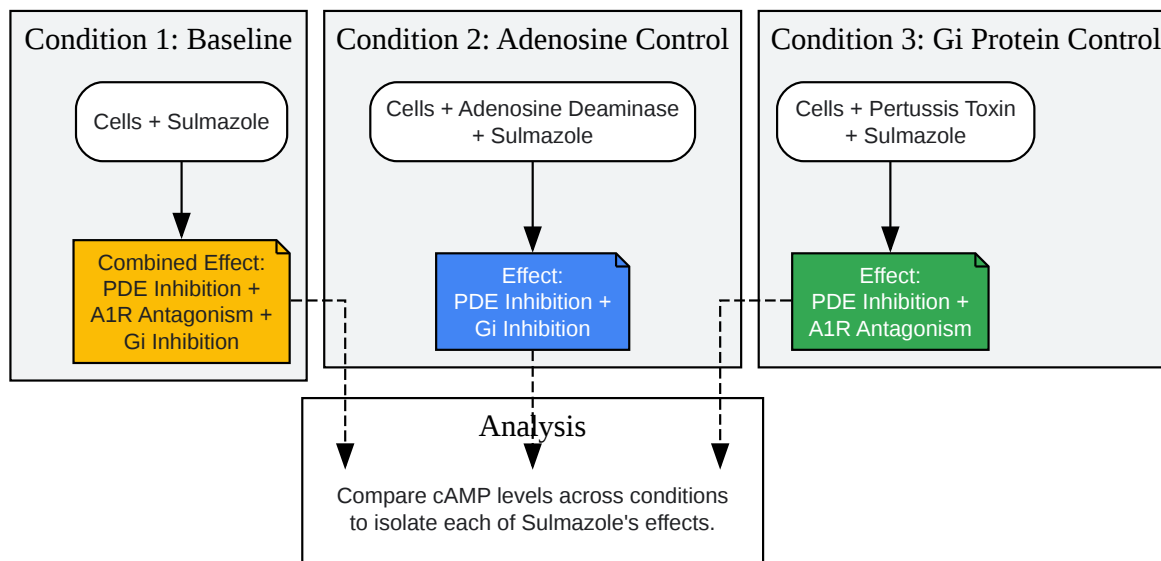 Condition 1: Baseline
Cells + Sulmazole
Combined Effect:
PDE Inhibition +
A1R Antagonism +
Gi Inhibition
Condition 2: Adenosine Control
Cells + Adenosine Deaminase
+ Sulmazole
Effect:
PDE Inhibition +
Gi Inhibition
Condition 3: Gi Protein Control
Cells + Pertussis Toxin
+ Sulmazole
Effect:
PDE Inhibition +
A1R Antagonism
Analysis
Compare cAMP levels across conditions
to isolate each of Sulmazole's effects.